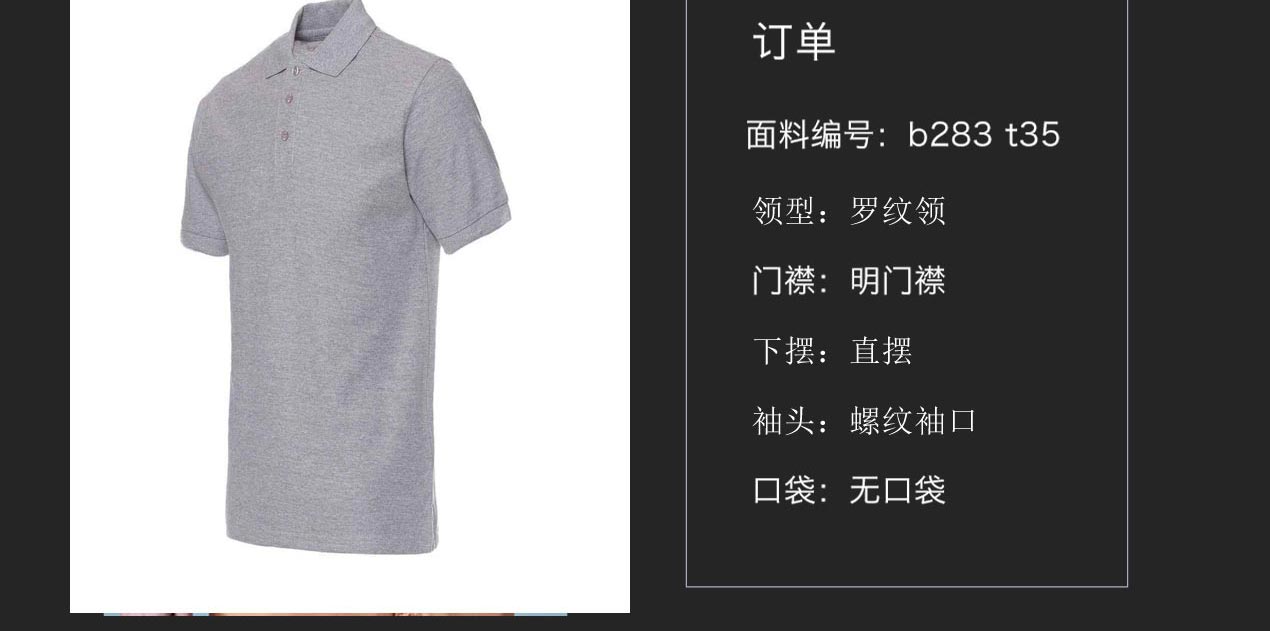 订单
面料编号：b283 t35
领型：罗纹领
门襟：明门襟
下摆：直摆
袖头：螺纹袖口
口袋：无口袋